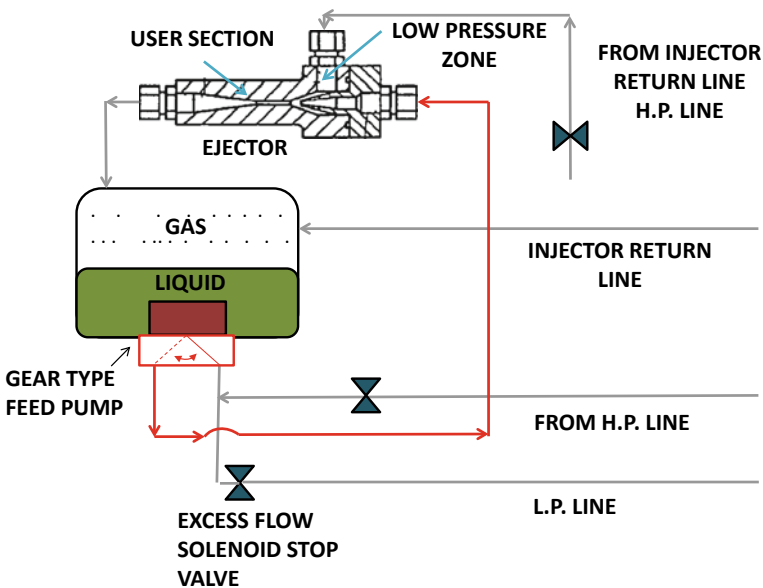 USER SECTION
LOW PRESSURE
ZONE
FROM INJECTOR
RETURN LINE
H.P. LINE
EJECTOR
GAS
INJECTOR RETURN
LINE
LIQUID
GEAR TYPE
FEED PUMP
FROM H.P. LINE
L.P. LINE
EXCESS FLOW
SOLENOID STOP
VALVE